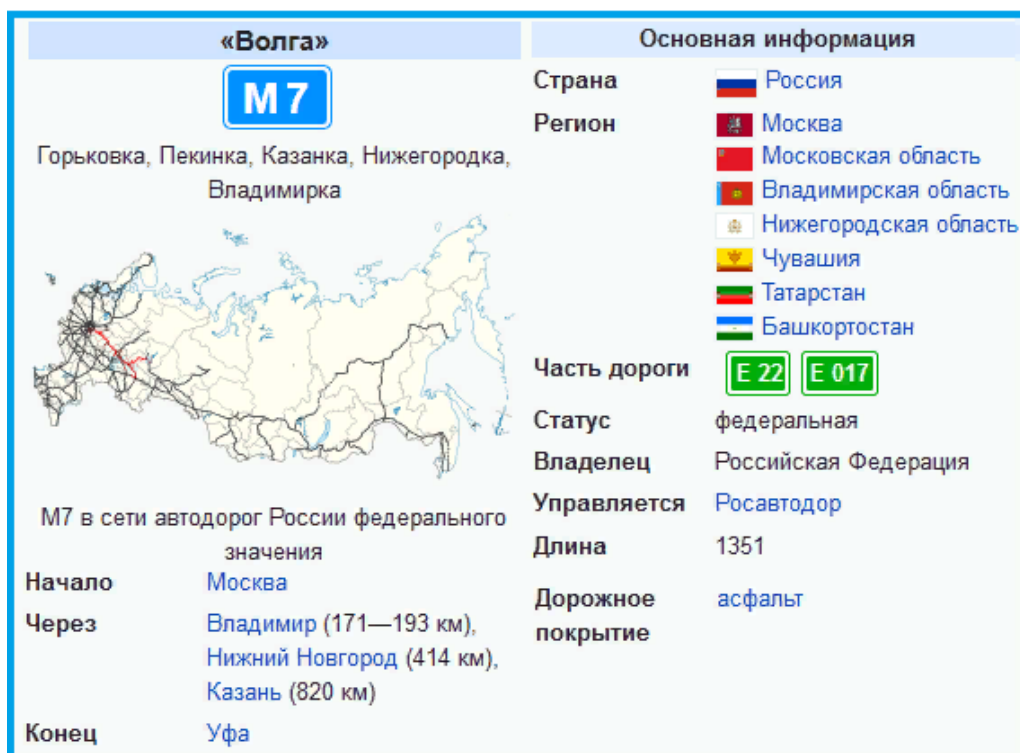 «Волга»
М 7
Горьковка, Пекинка, Казанка, Нижегородка,
Владимирка
М7 в сети автодорог России федерального
значения
Начало Москва
Через Владимир (171—193 км),
Нижний Новгород (414 км),
Казань (820 км)
Конец Уфа
Основная информация
Страна Россия
Регион Москва
Московская область
Владимирская область
Нижегородская область
Чувашия
Татарстан
Башкортостан
Часть дороги E 22 E 017
Статус федеральная
Владелец Российская Федерация
Управляется Росавтодор
Длина 1351
Дорожное асфальт
покрытие